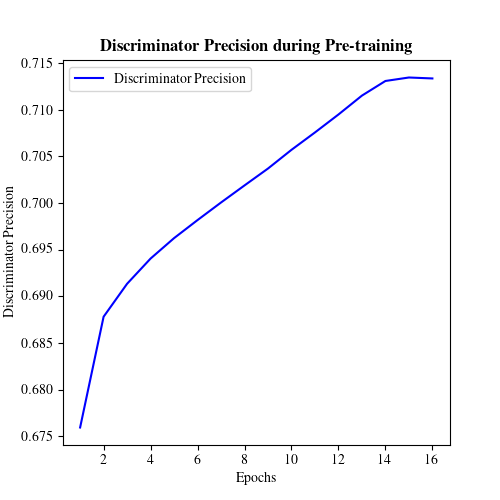 Discriminator Precision during Pre-training
Discriminator Precision
0.715
0.710
0.705
0.700
0.695
0.690
0.685
0.680
0.675
Discriminator Precision
2 4 6 8 10 12 14 16
Epochs